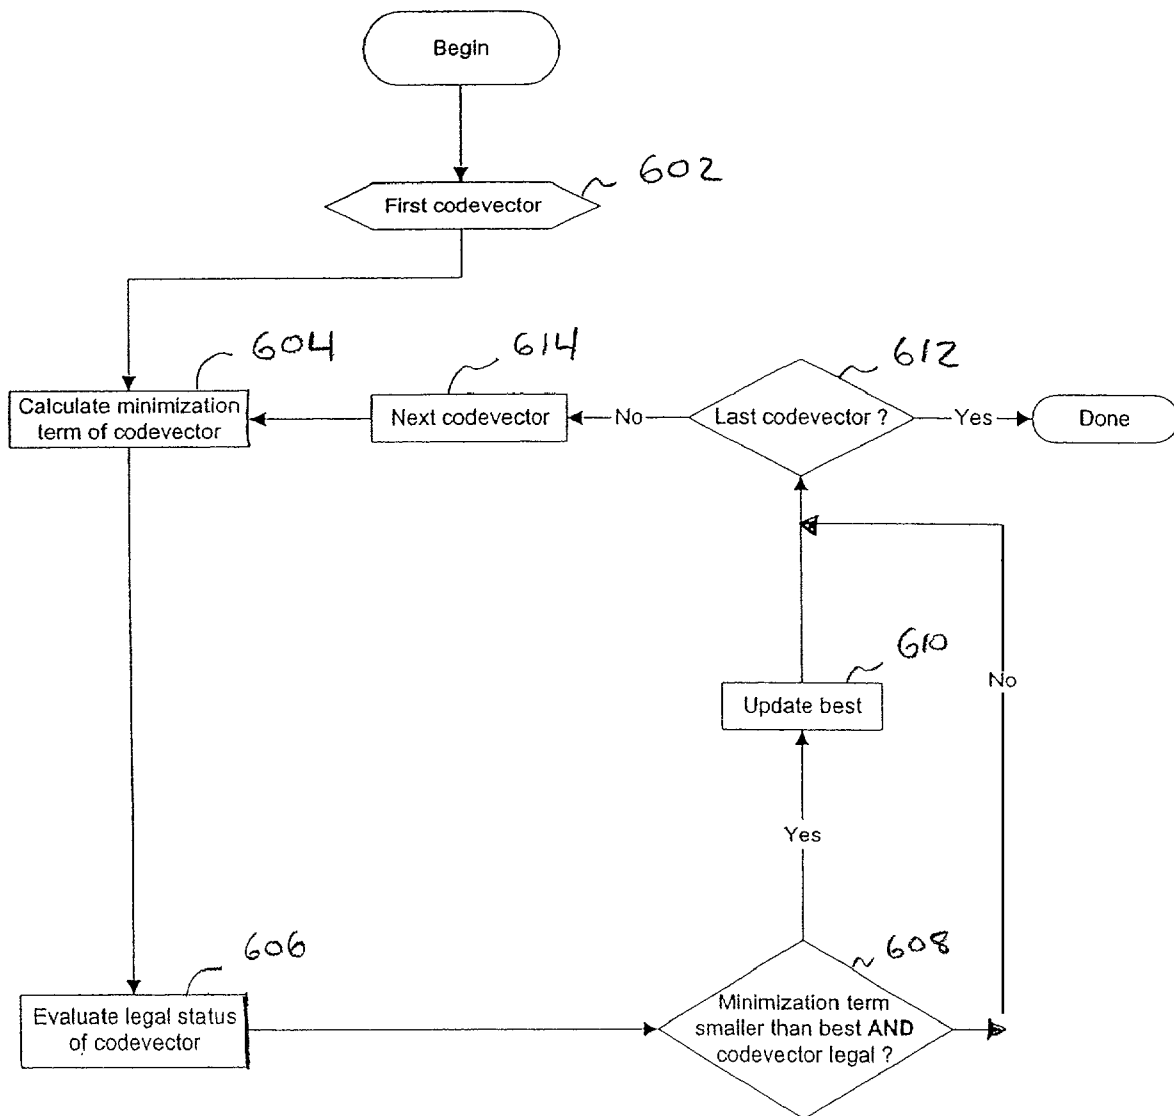 Begin
First codevector
602
604
614
612
Calculate minimization
term of codevector
Next codevector
No
Last codevector ?
Yes
Done
610
Update best
No
Yes
606
608
Evaluate legal status
of codevector
Minimization term
smaller than best AND
codevector legal ?